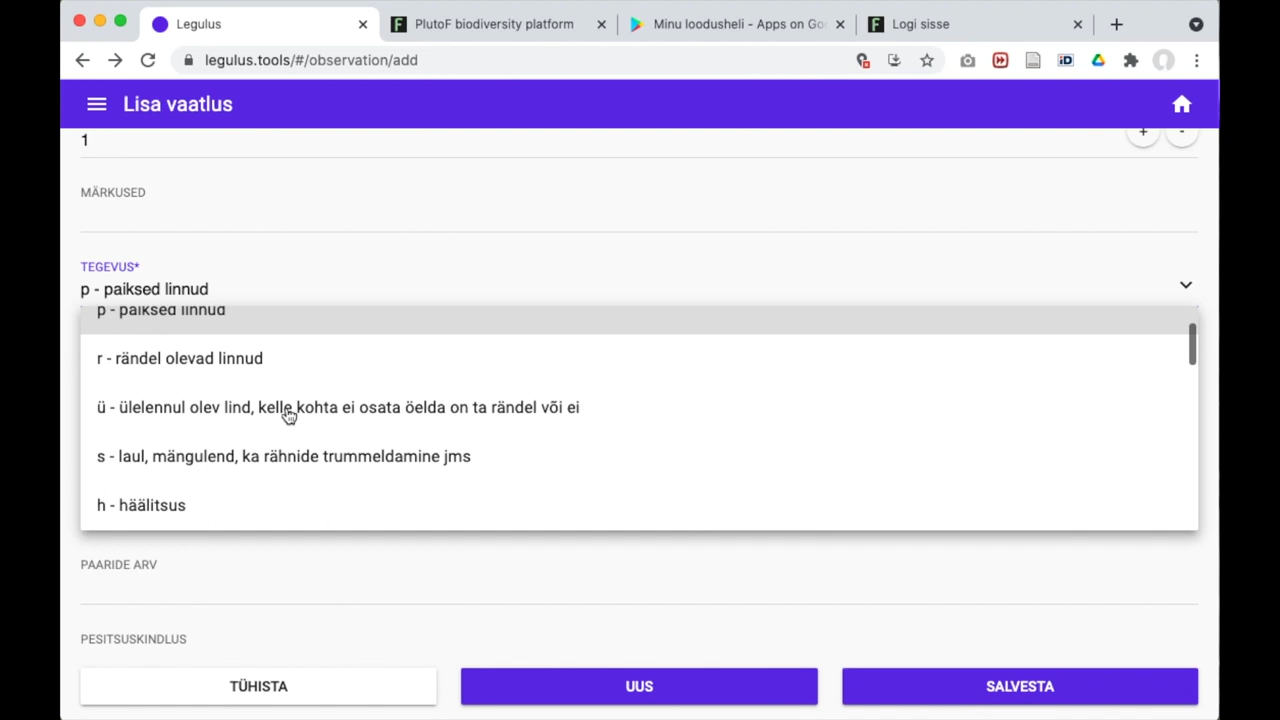 Legulus
PlutoF biodiversity platform
Minu loodusheli - Apps on Go
Logi sisse
legulus.tools/#/observation/add
iD
Lisa vaatlus
1
+
-
MÄRKUSED
TEGEVUS*
p - paiksed linnud
p - paiksed linnud
r - rändel olevad linnud
ü - ülelennul olev lind, kelle kohta ei osata öelda on ta rändel või ei
s - laul, mängulend, ka rähnide trummeldamine jms
h - häälitsus
PAARIDE ARV
PESITSUSKINDLUS
TÜHISTA
UUS
SALVESTA